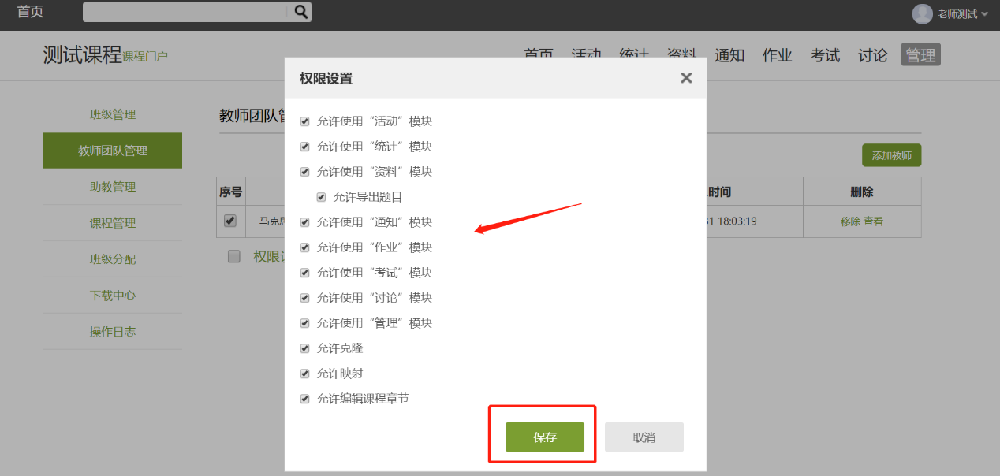 首页
老师测试
测试课程课程门户
首页 活动 统计 资料 通知 作业 考试 讨论 管理
权限设置
班级管理
教师团队管理
助教管理
课程管理
班级分配
下载中心
操作日志
教师团队管
添加教师
序号
时间
删除
马克思
31 18:03:19
移除 查看
权限设
允许使用“活动”模块
允许使用“统计”模块
允许使用“资料”模块
允许导出题目
允许使用“通知”模块
允许使用“作业”模块
允许使用“考试”模块
允许使用“讨论”模块
允许使用“管理”模块
允许克隆
允许映射
允许编辑课程章节
保存
取消